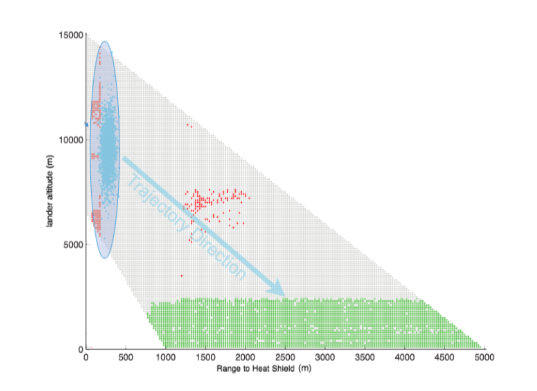 15000
lander altitude (m)
10000
Trajectory Direction
5000
0
0 500 1000 1500 2000 2500 3000 3500 4000 4500 5000
Range to Heat Shield (m)